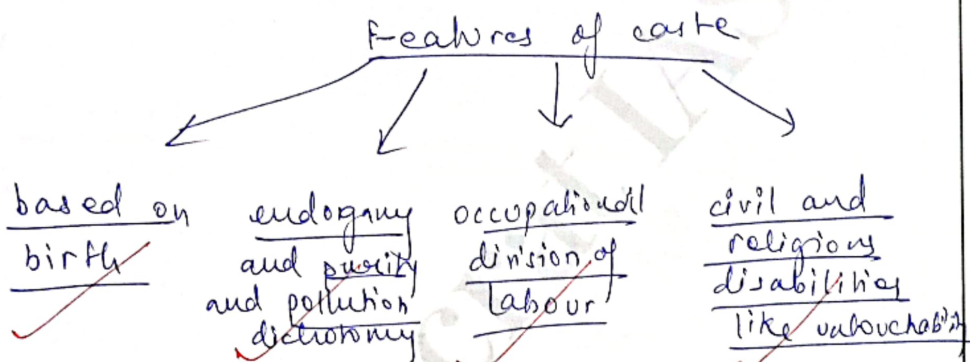 Features of caste
based on
birth
endogamy
and purity
and pollution
dichotomy
occupational
division of
labour
civil and
religious
disabilities
like untouchability